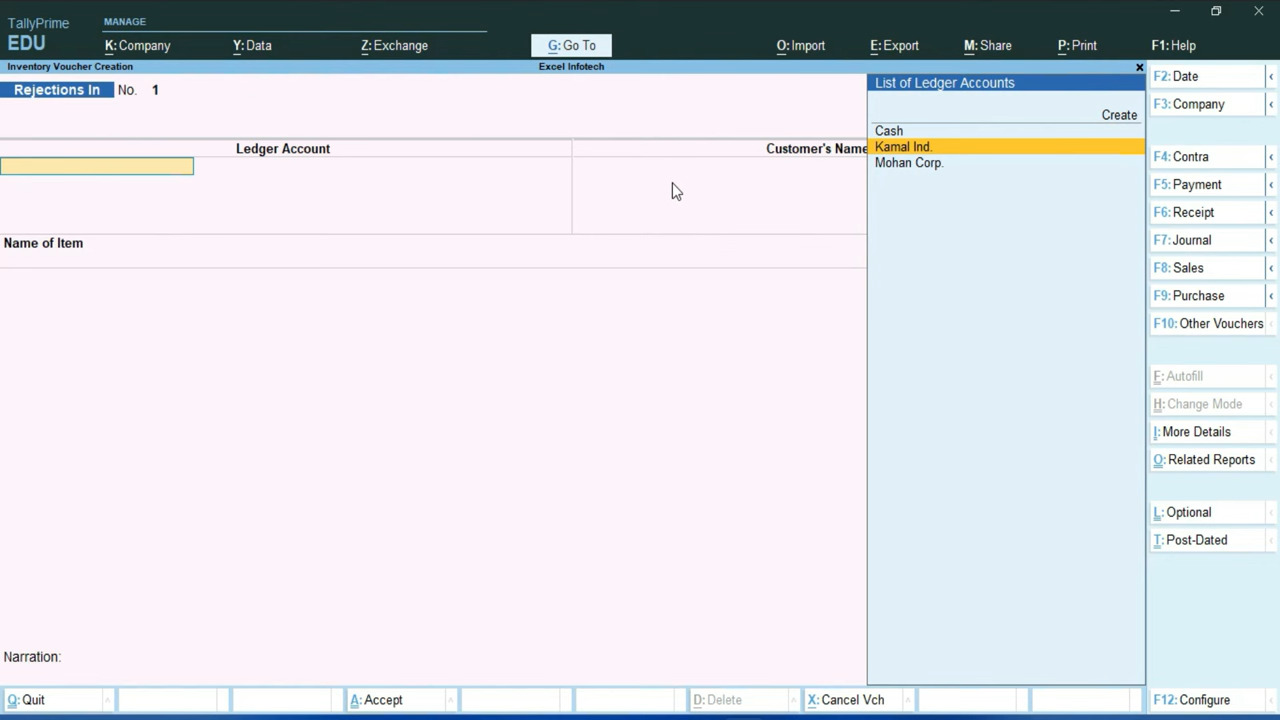 TallyPrime
EDU
MANAGE
K: Company
Y: Data
Z: Exchange
G: Go To
O: Import
E: Export
M: Share
P: Print
F1: Help
Inventory Voucher Creation
Excel Infotech
Rejections In No. 1
Ledger Account
Customer's Name
Name of Item
Narration:
List of Ledger Accounts
Create
Cash
Kamal Ind.
Mohan Corp.
F2: Date
F3: Company
F4: Contra
F5: Payment
F6: Receipt
F7: Journal
F8: Sales
F9: Purchase
F10: Other Vouchers
F: Autofill
H: Change Mode
I: More Details
O: Related Reports
L: Optional
T: Post-Dated
Q: Quit
A: Accept
D: Delete
X: Cancel Vch
F12: Configure